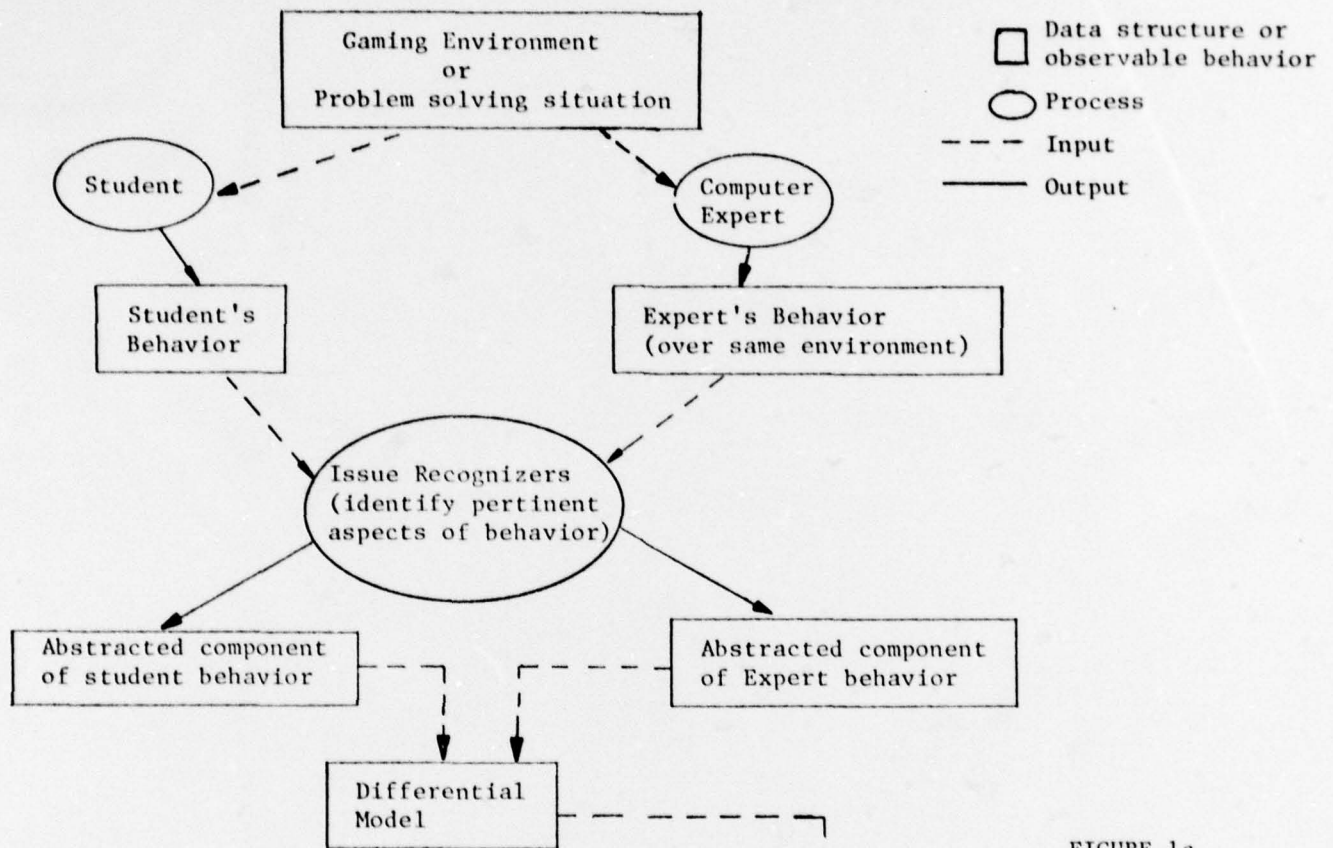 Gaming Environment
or
Problem solving situation
Data structure or
observable behavior
Process
Input
Output
Student
Computer
Expert
Student's
Behavior
Expert's Behavior
(over same environment)
Issue Recognizers
(identify pertinent
aspects of behavior)
Abstracted component
of student behavior
Abstracted component
of Expert behavior
Differential
Model